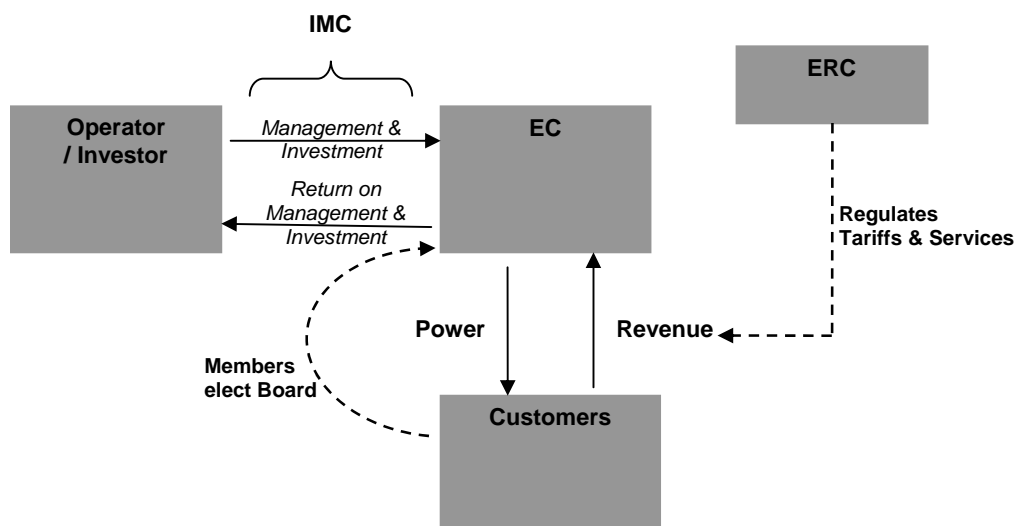 IMC
ERC
Operator
/ Investor
Management &
Investment
EC
Return on
Management &
Investment
Regulates
Tariffs & Services
Power
Revenue
Members
elect Board
Customers